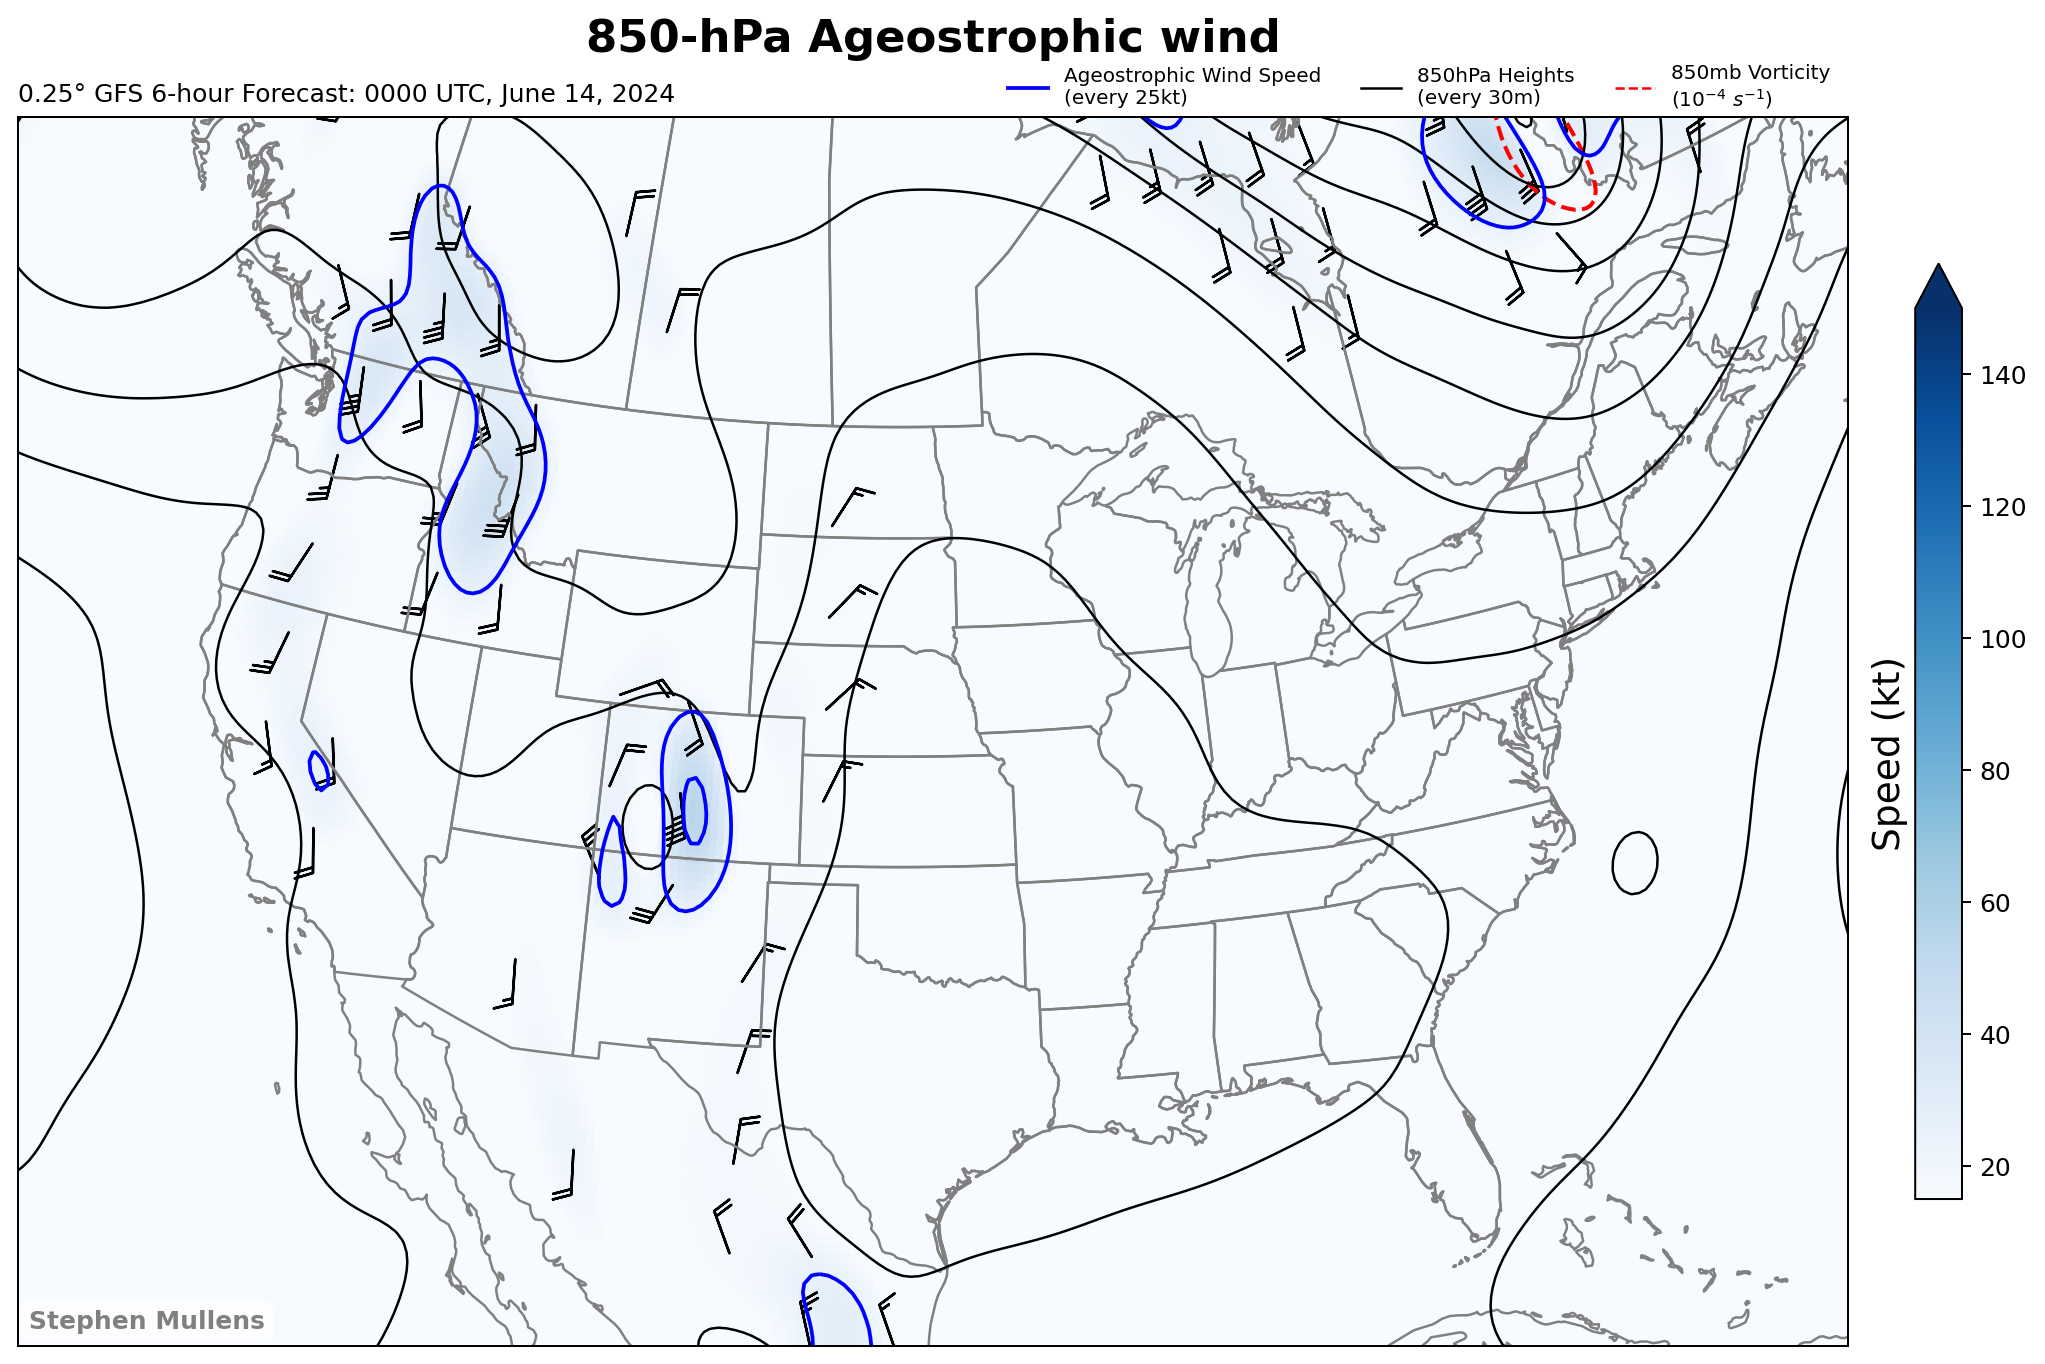 850-hPa Ageostrophic wind
0.25° GFS 6-hour Forecast: 0000 UTC, June 14, 2024
Ageostrophic Wind Speed
(every 25kt)
850hPa Heights
(every 30m)
850mb Vorticity
(10⁻⁴ s⁻¹)
140
120
100
80
60
40
20
Speed (kt)
Stephen Mullens